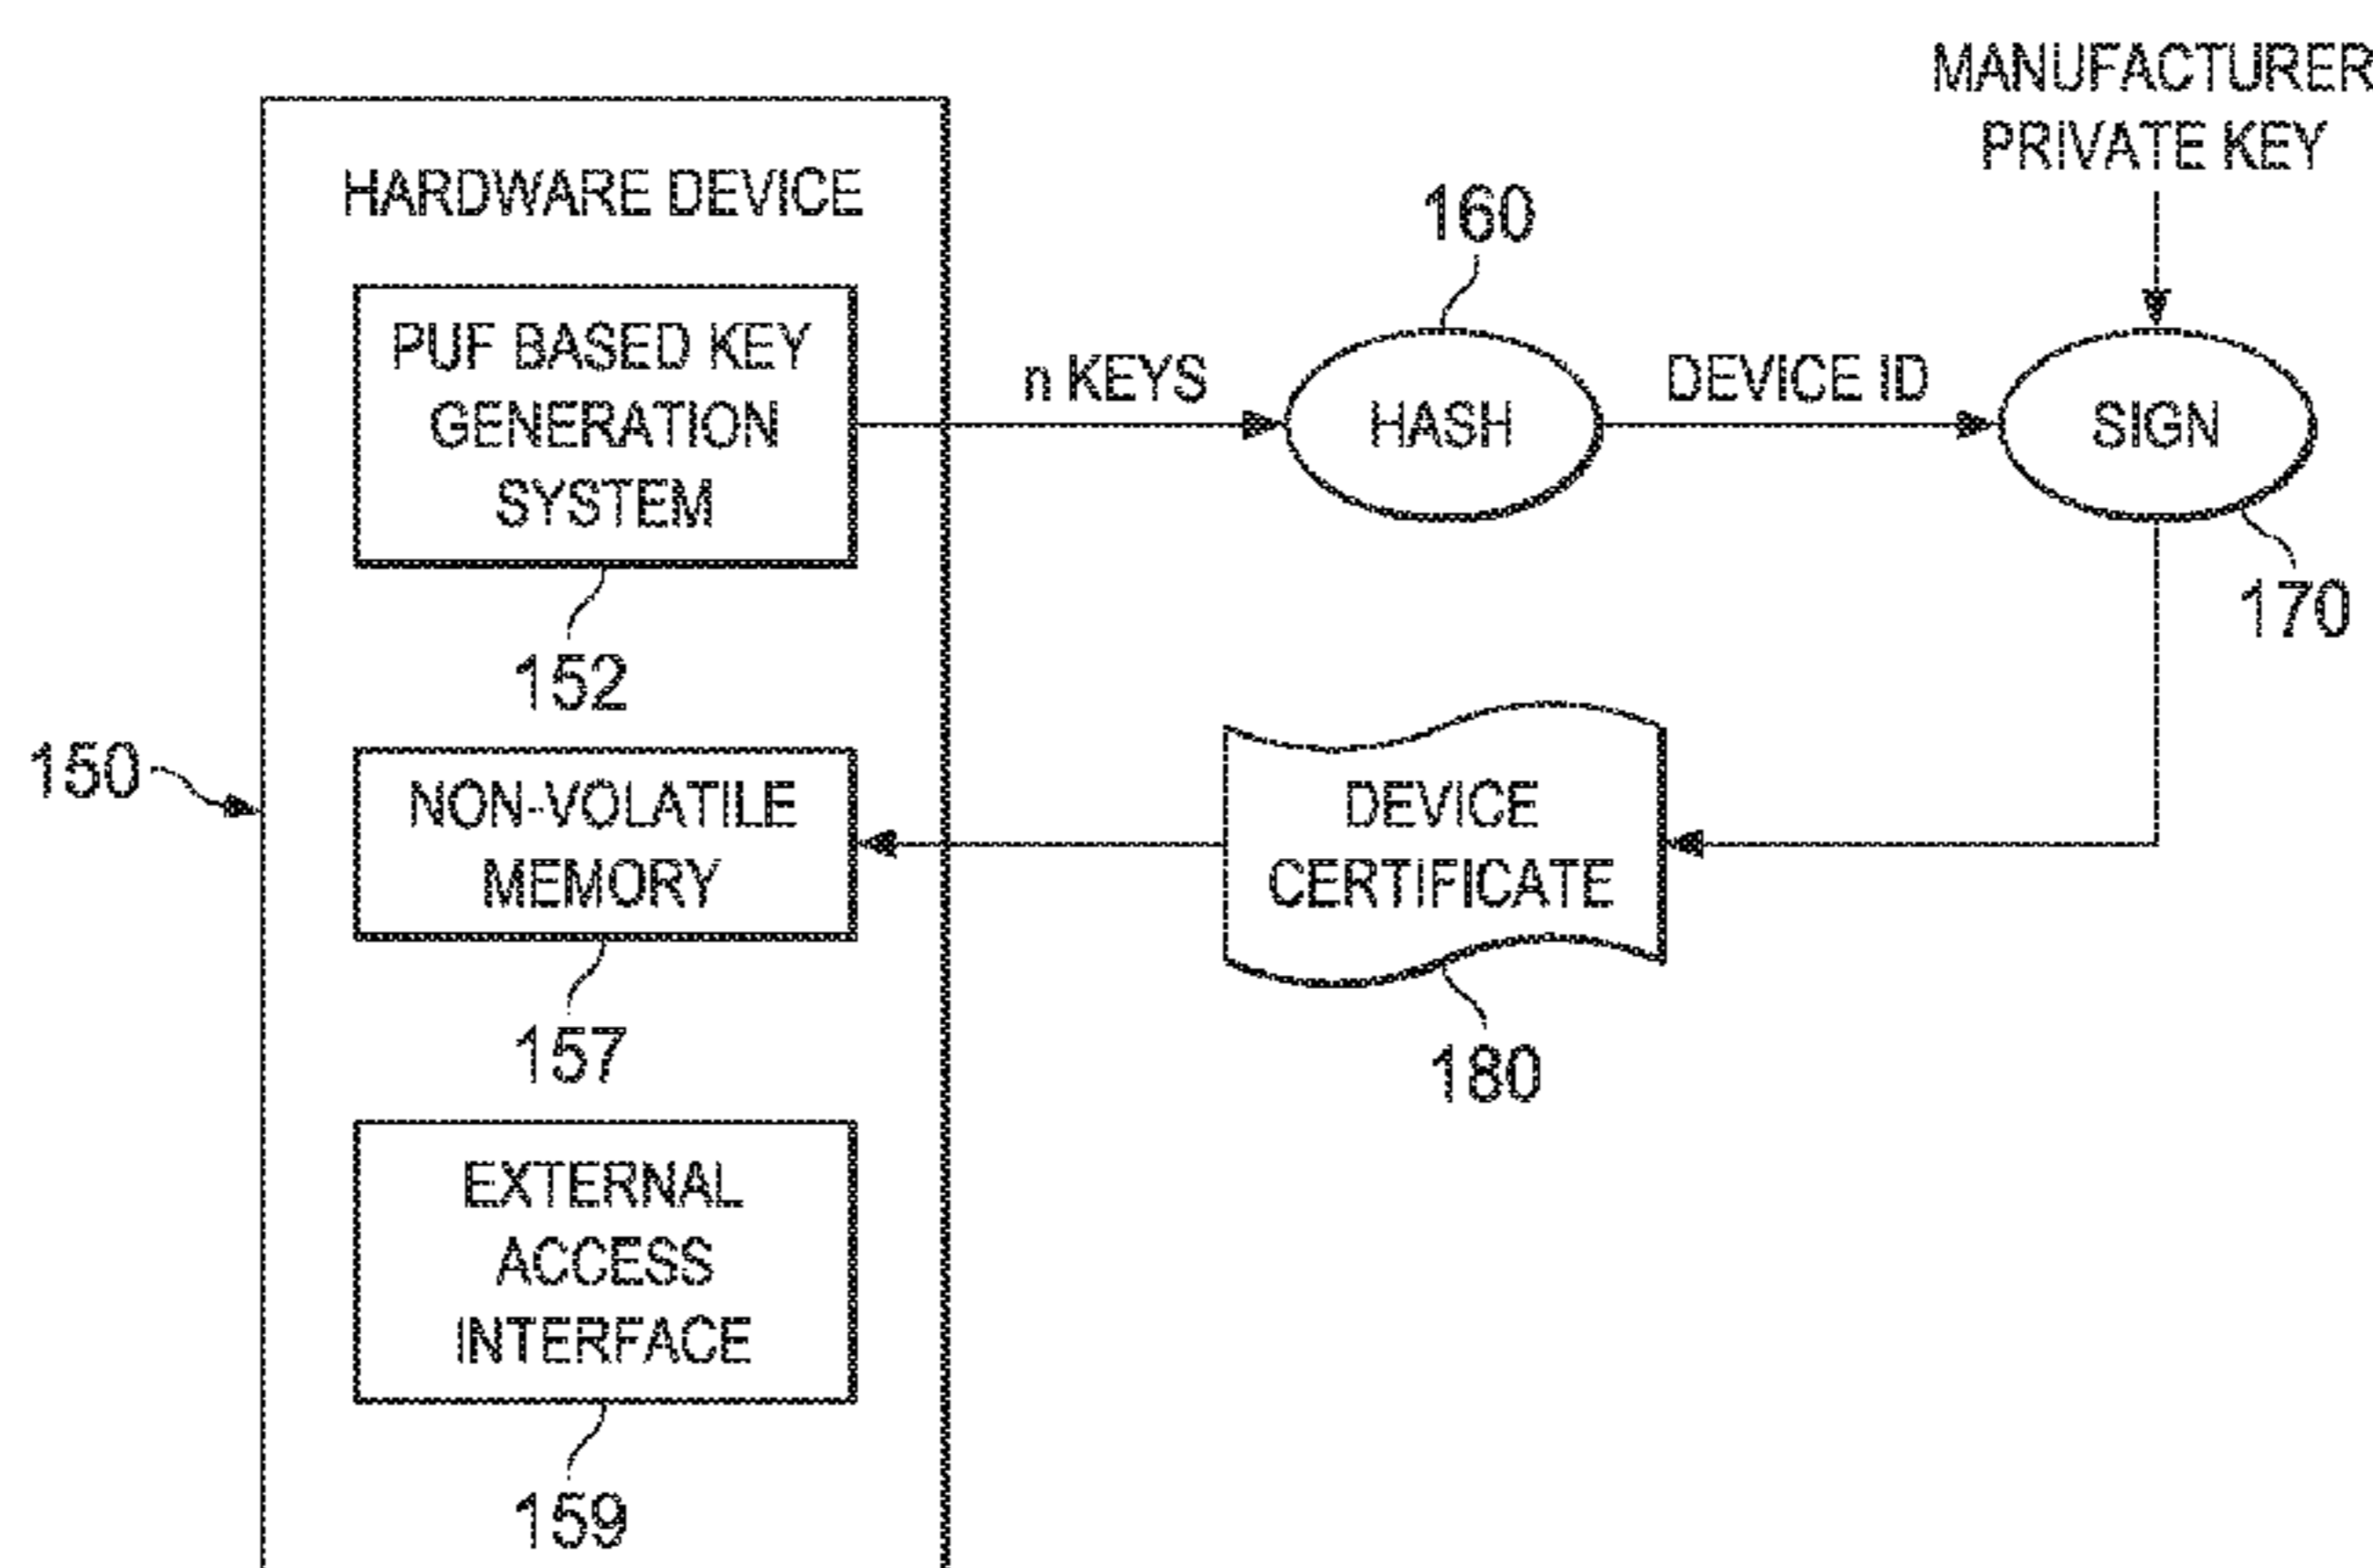 MANUFACTURER
PRIVATE KEY
HARDWARE DEVICE
160
PUF BASED KEY
GENERATION
SYSTEM
n KEYS
HASH
DEVICE ID
SIGN
152
170
150
NON-VOLATILE
MEMORY
DEVICE
CERTIFICATE
157
180
EXTERNAL
ACCESS
INTERFACE
159